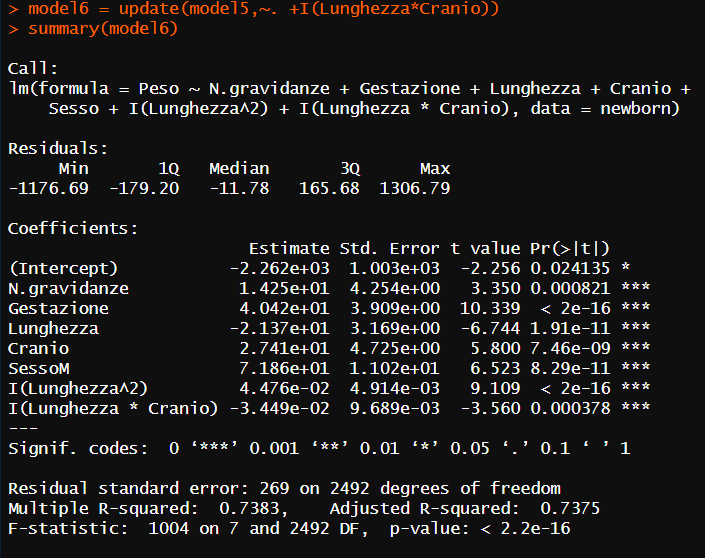 > model6 = update(model5,~. +I(Lunghezza*Cranio))
> summary(model6)
Call:
lm(formula = Peso ~ N.gravidanze + Gestazione + Lunghezza + Cranio +
    Sesso + I(Lunghezza^2) + I(Lunghezza * Cranio), data = newborn)
Residuals:
     Min       1Q   Median       3Q      Max
-1176.69  -179.20   -11.78   165.68  1306.79
Coefficients:
                        Estimate Std. Error t value Pr(>|t|)
(Intercept)           -2.262e+03  1.003e+03  -2.256 0.024135 *
N.gravidanze           1.425e+01  4.254e+00   3.350 0.000821 ***
Gestazione             4.042e+01  3.909e+00  10.339  < 2e-16 ***
Lunghezza             -2.137e+01  3.169e+00  -6.744 1.91e-11 ***
Cranio                 2.741e+01  4.725e+00   5.800 7.46e-09 ***
SessoM                 7.186e+01  1.102e+01   6.523 8.29e-11 ***
I(Lunghezza^2)         4.476e-02  4.914e-03   9.109  < 2e-16 ***
I(Lunghezza * Cranio) -3.449e-02  9.689e-03  -3.560 0.000378 ***
---
Signif. codes:  0 ‘***’ 0.001 ‘**’ 0.01 ‘*’ 0.05 ‘.’ 0.1 ‘ ’ 1
Residual standard error: 269 on 2492 degrees of freedom
Multiple R-squared:  0.7383,    Adjusted R-squared:  0.7375
F-statistic:  1004 on 7 and 2492 DF,  p-value: < 2.2e-16